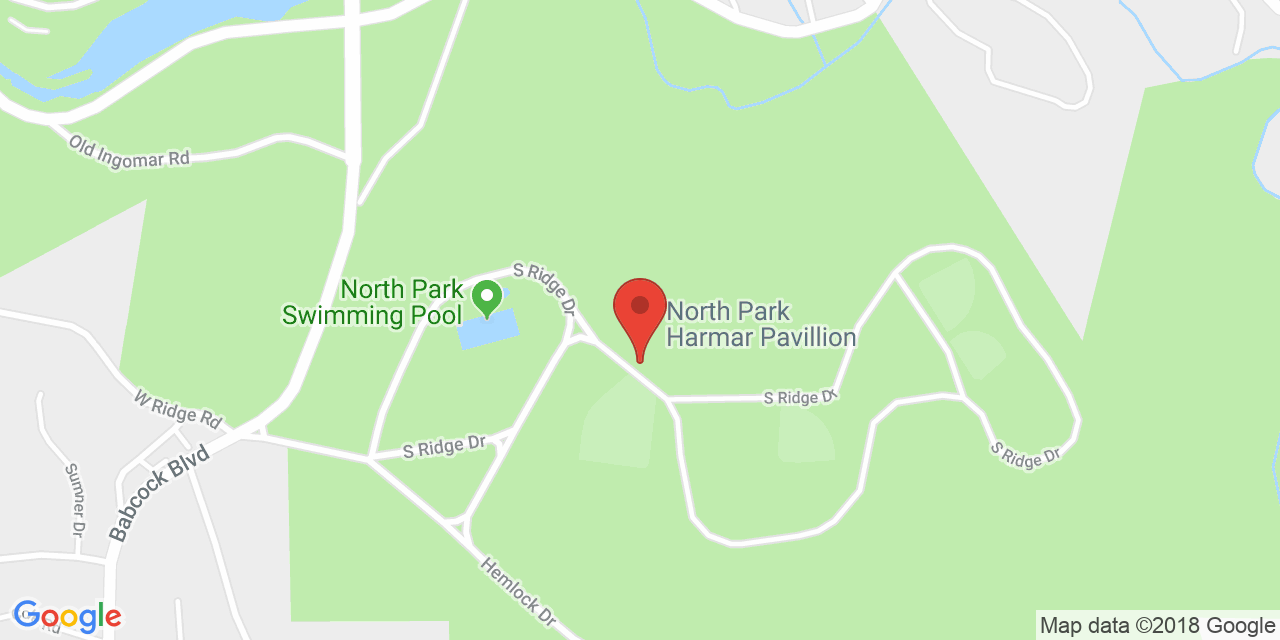 Old Ingomar Rd
S Ridge Dr
North Park
Swimming Pool
North Park
Harmar Pavillion
W Ridge Rd
S Ridge Dr
S Ridge Dr
S Ridge Dr
Babcock Blvd
Sumner Dr
Hemlock Dr
Rd
Google
Map data ©2018 Google